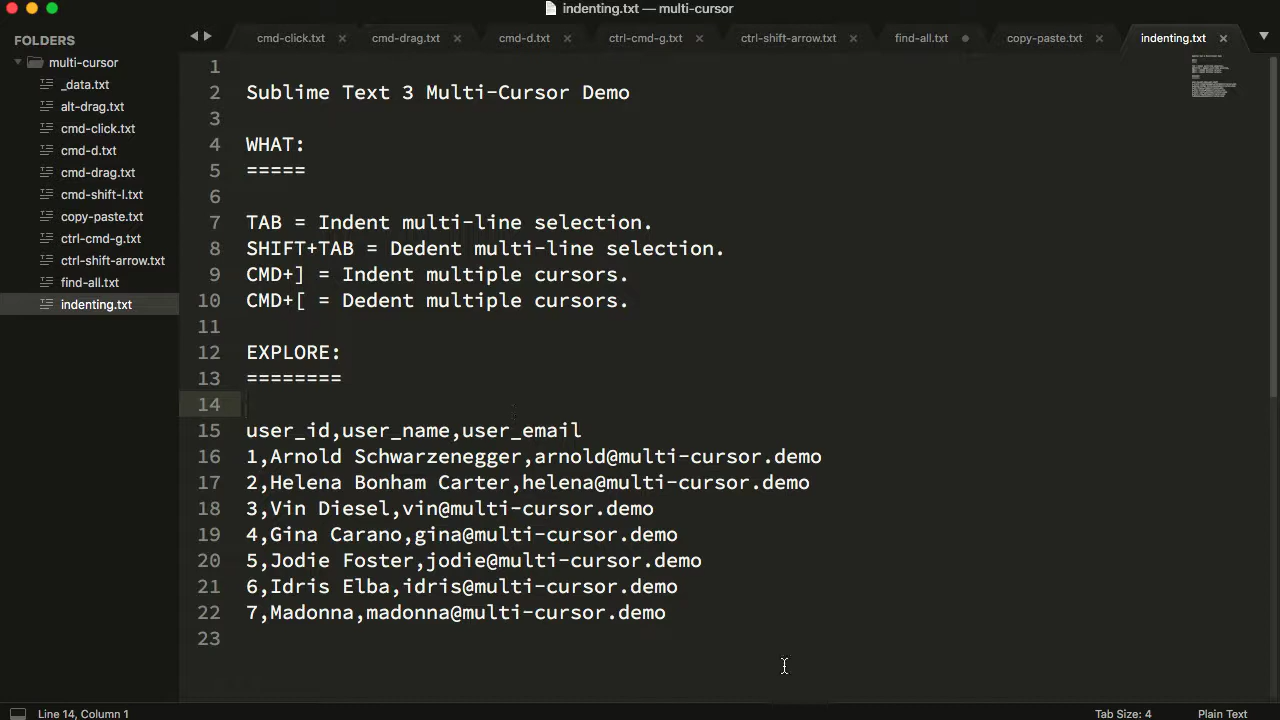 indenting.txt — multi-cursor
FOLDERS
multi-cursor
_data.txt
alt-drag.txt
cmd-click.txt
cmd-d.txt
cmd-drag.txt
cmd-shift-l.txt
copy-paste.txt
ctrl-cmd-g.txt
ctrl-shift-arrow.txt
find-all.txt
indenting.txt
cmd-click.txt cmd-drag.txt cmd-d.txt ctrl-cmd-g.txt ctrl-shift-arrow.txt find-all.txt copy-paste.txt indenting.txt
1
2 Sublime Text 3 Multi-Cursor Demo
3
4 WHAT:
5 =====
6
7 TAB = Indent multi-line selection.
8 SHIFT+TAB = Dedent multi-line selection.
9 CMD+] = Indent multiple cursors.
10 CMD+[ = Dedent multiple cursors.
11
12 EXPLORE:
13 ========
14
15 user_id,user_name,user_email
16 1,Arnold Schwarzenegger,arnold@multi-cursor.demo
17 2,Helena Bonham Carter,helena@multi-cursor.demo
18 3,Vin Diesel,vin@multi-cursor.demo
19 4,Gina Carano,gina@multi-cursor.demo
20 5,Jodie Foster,jodie@multi-cursor.demo
21 6,Idris Elba,idris@multi-cursor.demo
22 7,Madonna,madonna@multi-cursor.demo
23
Line 14, Column 1 Tab Size: 4 Plain Text